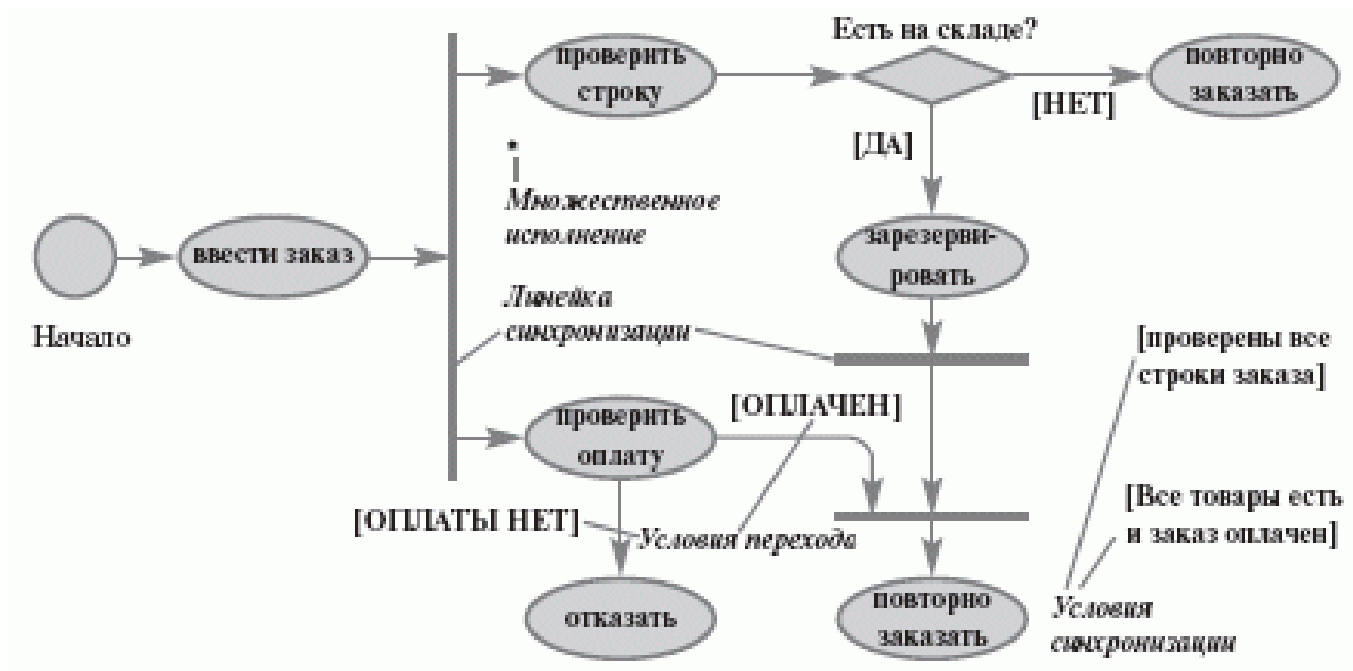 Есть на складе?
проверить
строку
повторно
заказать
[НЕТ]
[ДА]
*
Множественное
исполнение
ввести заказ
зарезерви-
ровать
Начало
Линейка
синхронизации
[проверены все
строки заказа]
[ОПЛАЧЕН]
проверить
оплату
[Все товары есть
и заказ оплачен]
[ОПЛАТЫ НЕТ]
Условия перехода
отказать
повторно
заказать
Условия
синхронизации